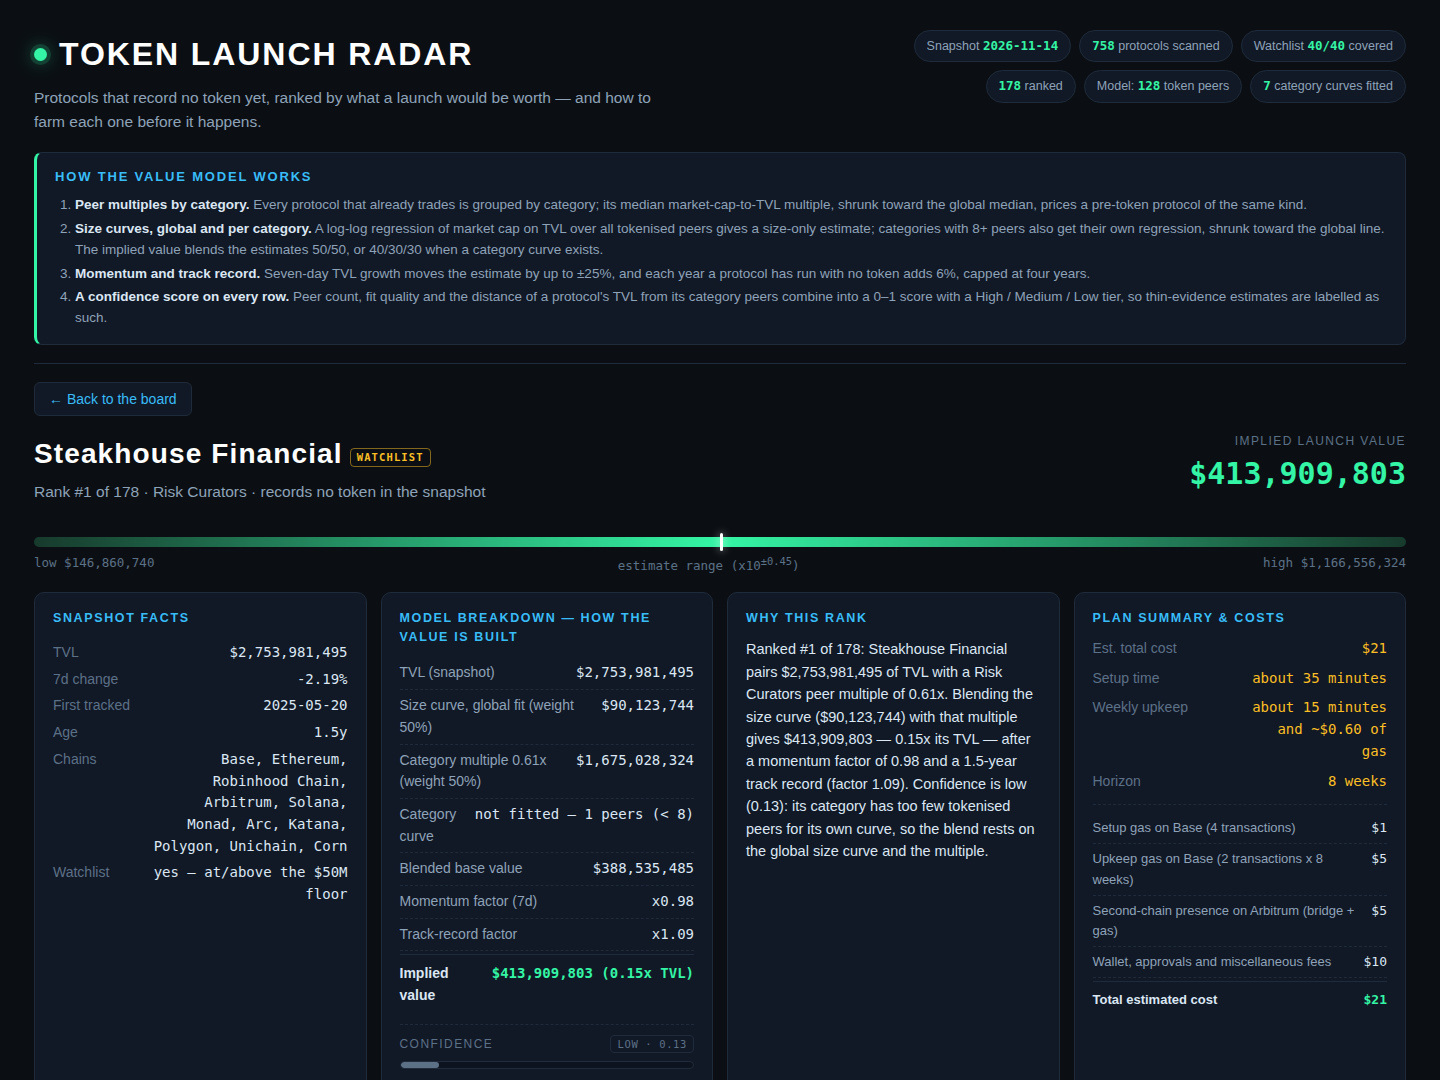 TOKEN LAUNCH RADAR
Protocols that record no token yet, ranked by what a launch would be worth — and how to
farm each one before it happens.
Snapshot 2026-11-14
758 protocols scanned
Watchlist 40/40 covered
178 ranked
Model: 128 token peers
7 category curves fitted
HOW THE VALUE MODEL WORKS
1. Peer multiples by category. Every protocol that already trades is grouped by category; its median market-cap-to-TVL multiple, shrunk toward the global median, prices a pre-token protocol of the same kind.
2. Size curves, global and per category. A log-log regression of market cap on TVL over all tokenised peers gives a size-only estimate; categories with 8+ peers also get their own regression, shrunk toward the global line.
The implied value blends the estimates 50/50, or 40/30/30 when a category curve exists.
3. Momentum and track record. Seven-day TVL growth moves the estimate by up to ±25%, and each year a protocol has run with no token adds 6%, capped at four years.
4. A confidence score on every row. Peer count, fit quality and the distance of a protocol's TVL from its category peers combine into a 0–1 score with a High / Medium / Low tier, so thin-evidence estimates are labelled as
such.
← Back to the board
Steakhouse Financial WATCHLIST
Rank #1 of 178 · Risk Curators · records no token in the snapshot
IMPLIED LAUNCH VALUE
$413,909,803
low $146,860,740
estimate range (x10±0.45)
high $1,166,556,324
SNAPSHOT FACTS
TVL $2,753,981,495
7d change -2.19%
First tracked 2025-05-20
Age 1.5y
Chains Base, Ethereum,
Robinhood Chain,
Arbitrum, Solana,
Monad, Arc, Katana,
Polygon, Unichain, Corn
Watchlist yes — at/above the $50M
floor
MODEL BREAKDOWN — HOW THE
VALUE IS BUILT
TVL (snapshot) $2,753,981,495
Size curve, global fit (weight $90,123,744
50%)
Category multiple 0.61x $1,675,028,324
(weight 50%)
Category not fitted — 1 peers (< 8)
curve
Blended base value $388,535,485
Momentum factor (7d) x0.98
Track-record factor x1.09
Implied $413,909,803 (0.15x TVL)
value
CONFIDENCE LOW · 0.13
WHY THIS RANK
Ranked #1 of 178: Steakhouse Financial
pairs $2,753,981,495 of TVL with a Risk
Curators peer multiple of 0.61x. Blending the
size curve ($90,123,744) with that multiple
gives $413,909,803 — 0.15x its TVL — after
a momentum factor of 0.98 and a 1.5-year
track record (factor 1.09). Confidence is low
(0.13): its category has too few tokenised
peers for its own curve, so the blend rests on
the global size curve and the multiple.
PLAN SUMMARY & COSTS
Est. total cost $21
Setup time about 35 minutes
Weekly upkeep about 15 minutes
and ~$0.60 of
gas
Horizon 8 weeks
Setup gas on Base (4 transactions) $1
Upkeep gas on Base (2 transactions x 8 $5
weeks)
Second-chain presence on Arbitrum (bridge + $5
gas)
Wallet, approvals and miscellaneous fees $10
Total estimated cost $21